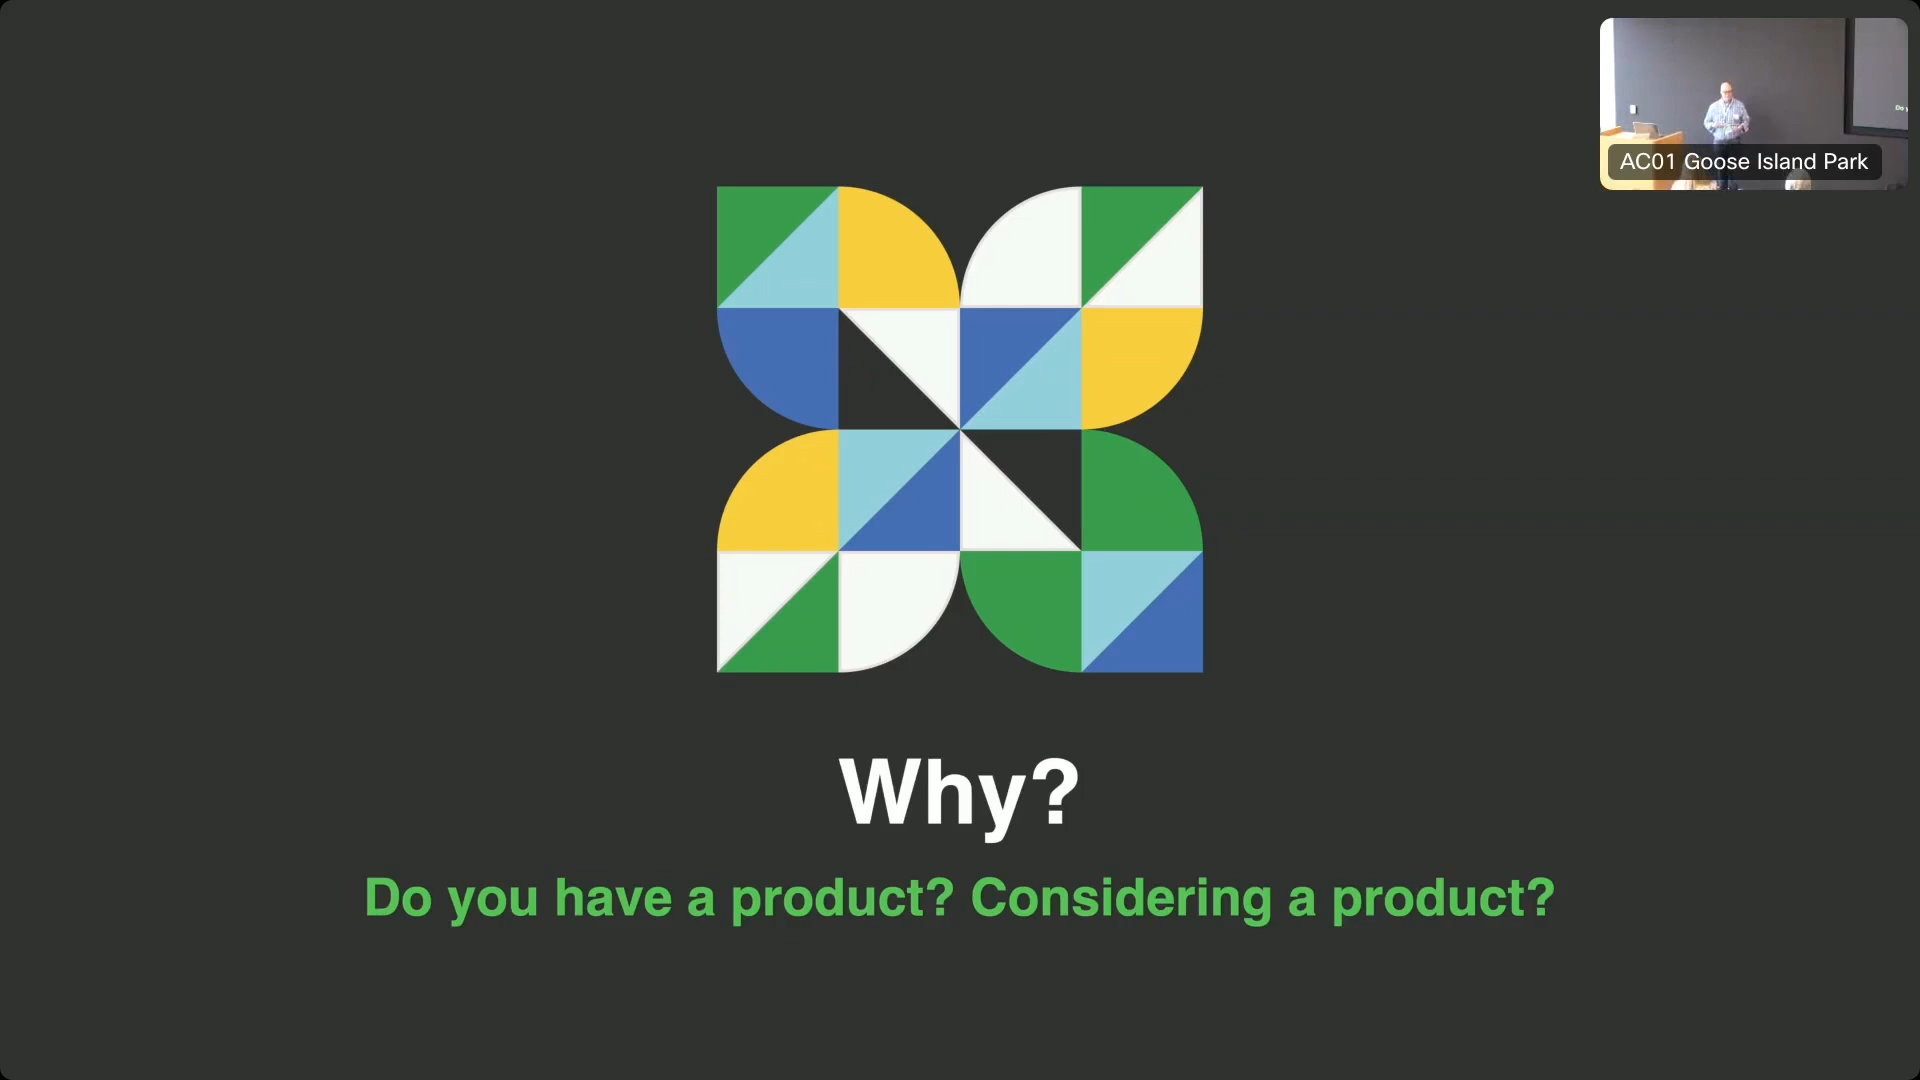 AC01 Goose Island Park
Why?
Do you have a product? Considering a product?